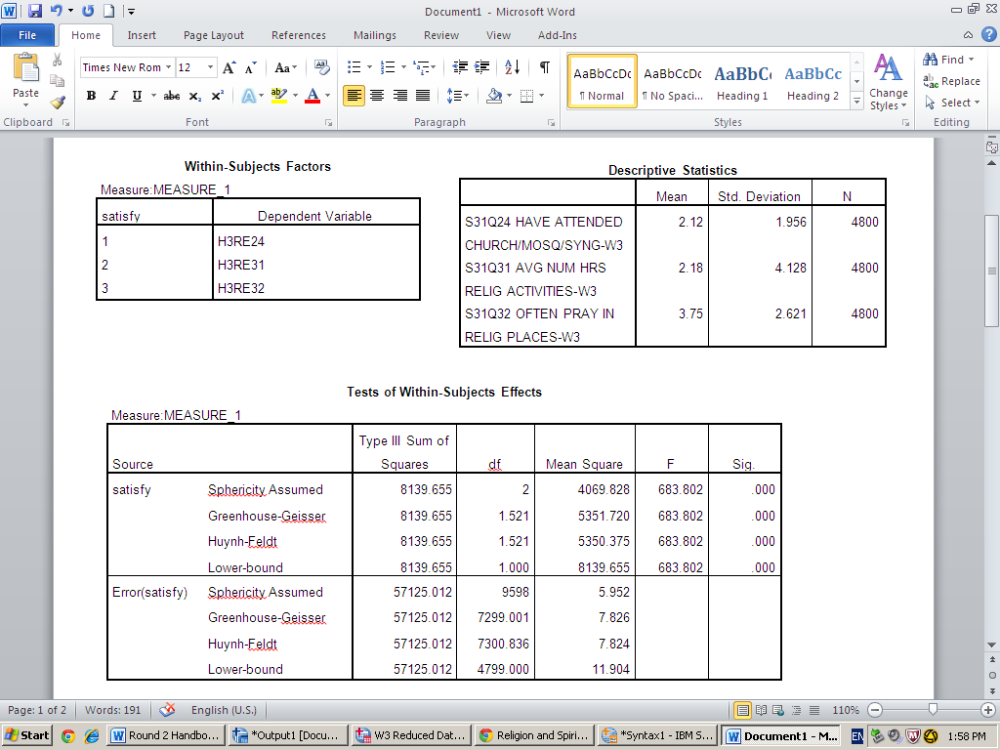 Document1 - Microsoft Word
File Home Insert Page Layout References Mailings Review View Add-Ins
Paste
Times New Rom 12
Find
Replace
Select
AaBbCcDc AaBbCcDc AaBbC AaBbCc
¶ Normal ¶ No Spaci... Heading 1 Heading 2
Change
Styles
Clipboard Font Paragraph Styles Editing
Within-Subjects Factors
Measure:MEASURE_1
satisfy Dependent Variable
1 H3RE24
2 H3RE31
3 H3RE32
Descriptive Statistics
Mean Std. Deviation N
S31Q24 HAVE ATTENDED 2.12 1.956 4800
CHURCH/MOSQ/SYNG-W3
S31Q31 AVG NUM HRS 2.18 4.128 4800
RELIG ACTIVITIES-W3
S31Q32 OFTEN PRAY IN 3.75 2.621 4800
RELIG PLACES-W3
Tests of Within-Subjects Effects
Measure:MEASURE_1
Type III Sum of
Source Squares df Mean Square F Sig.
satisfy Sphericity Assumed 8139.655 2 4069.828 683.802 .000
Greenhouse-Geisser 8139.655 1.521 5351.720 683.802 .000
Huynh-Feldt 8139.655 1.521 5350.375 683.802 .000
Lower-bound 8139.655 1.000 8139.655 683.802 .000
Error(satisfy) Sphericity Assumed 57125.012 9598 5.952
Greenhouse-Geisser 57125.012 7299.001 7.826
Huynh-Feldt 57125.012 7300.836 7.824
Lower-bound 57125.012 4799.000 11.904
Page: 1 of 2 Words: 191 English (U.S.) 110%
Start Round 2 Handbo... *Output1 [Docu... W3 Reduced Dat... Religion and Spiri... *Syntax1 - IBM S... Document1 - M... EN 1:58 PM